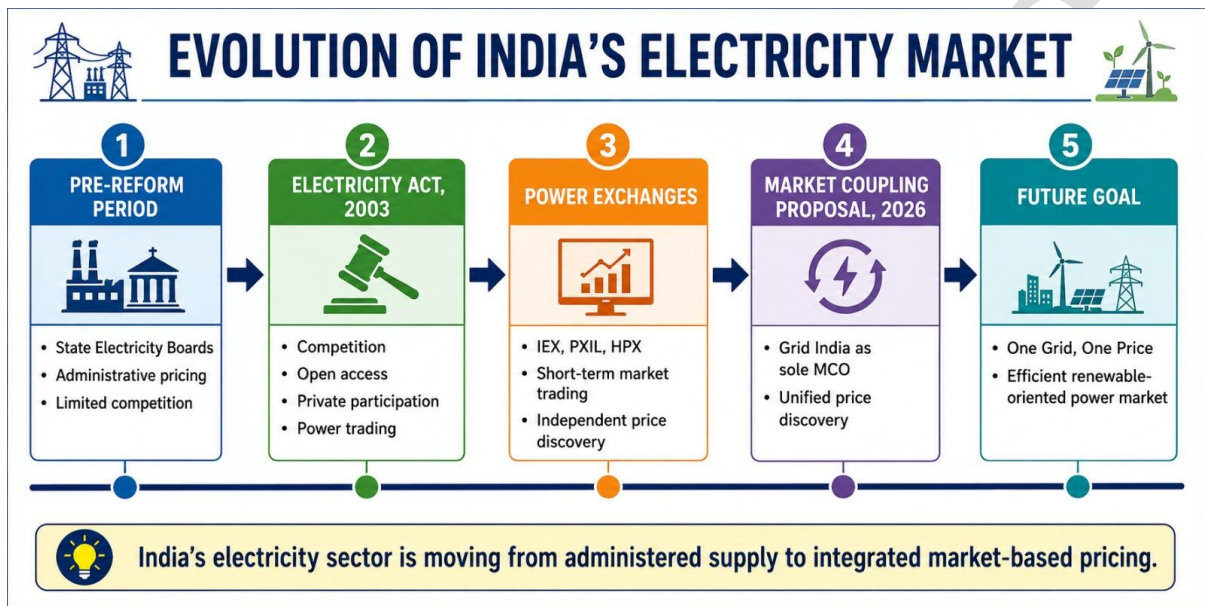 EVOLUTION OF INDIA'S ELECTRICITY MARKET
1
PRE-REFORM
PERIOD
• State Electricity Boards
• Administrative pricing
• Limited competition
2
ELECTRICITY ACT,
2003
• Competition
• Open access
• Private participation
• Power trading
3
POWER EXCHANGES
• IEX, PXIL, HPX
• Short-term market
trading
• Independent price
discovery
4
MARKET COUPLING
PROPOSAL, 2026
• Grid India as
sole MCO
• Unified price
discovery
5
FUTURE GOAL
• One Grid, One Price
• Efficient renewable-
oriented power market
India's electricity sector is moving from administered supply to integrated market-based pricing.